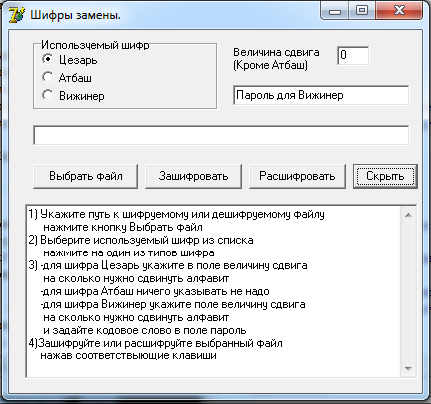 Шифры замены.
Используемый шифр
Цезарь
Атбаш
Вижинер
Величина сдвига
(Кроме Атбаш)
0
Пароль для Вижинер
Выбрать файл
Зашифровать
Расшифровать
Скрыть
1) Укажите путь к шифруемому или дешифруемому файлу
нажмите кнопку Выбрать файл
2) Выберите используемый шифр из списка
нажмите на один из типов шифра
3) -для шифра Цезарь укажите в поле величину сдвига
на сколько нужно сдвинуть алфавит
-для шифра Атбаш ничего указывать не надо
-для шифра Вижинер укажите поле величину сдвига
на сколько нужно сдвинуть алфавит
и задайте кодовое слово в поле пароль
4)Зашифруйте или расшифруйте выбранный файл
нажав соответствыющие клавиши